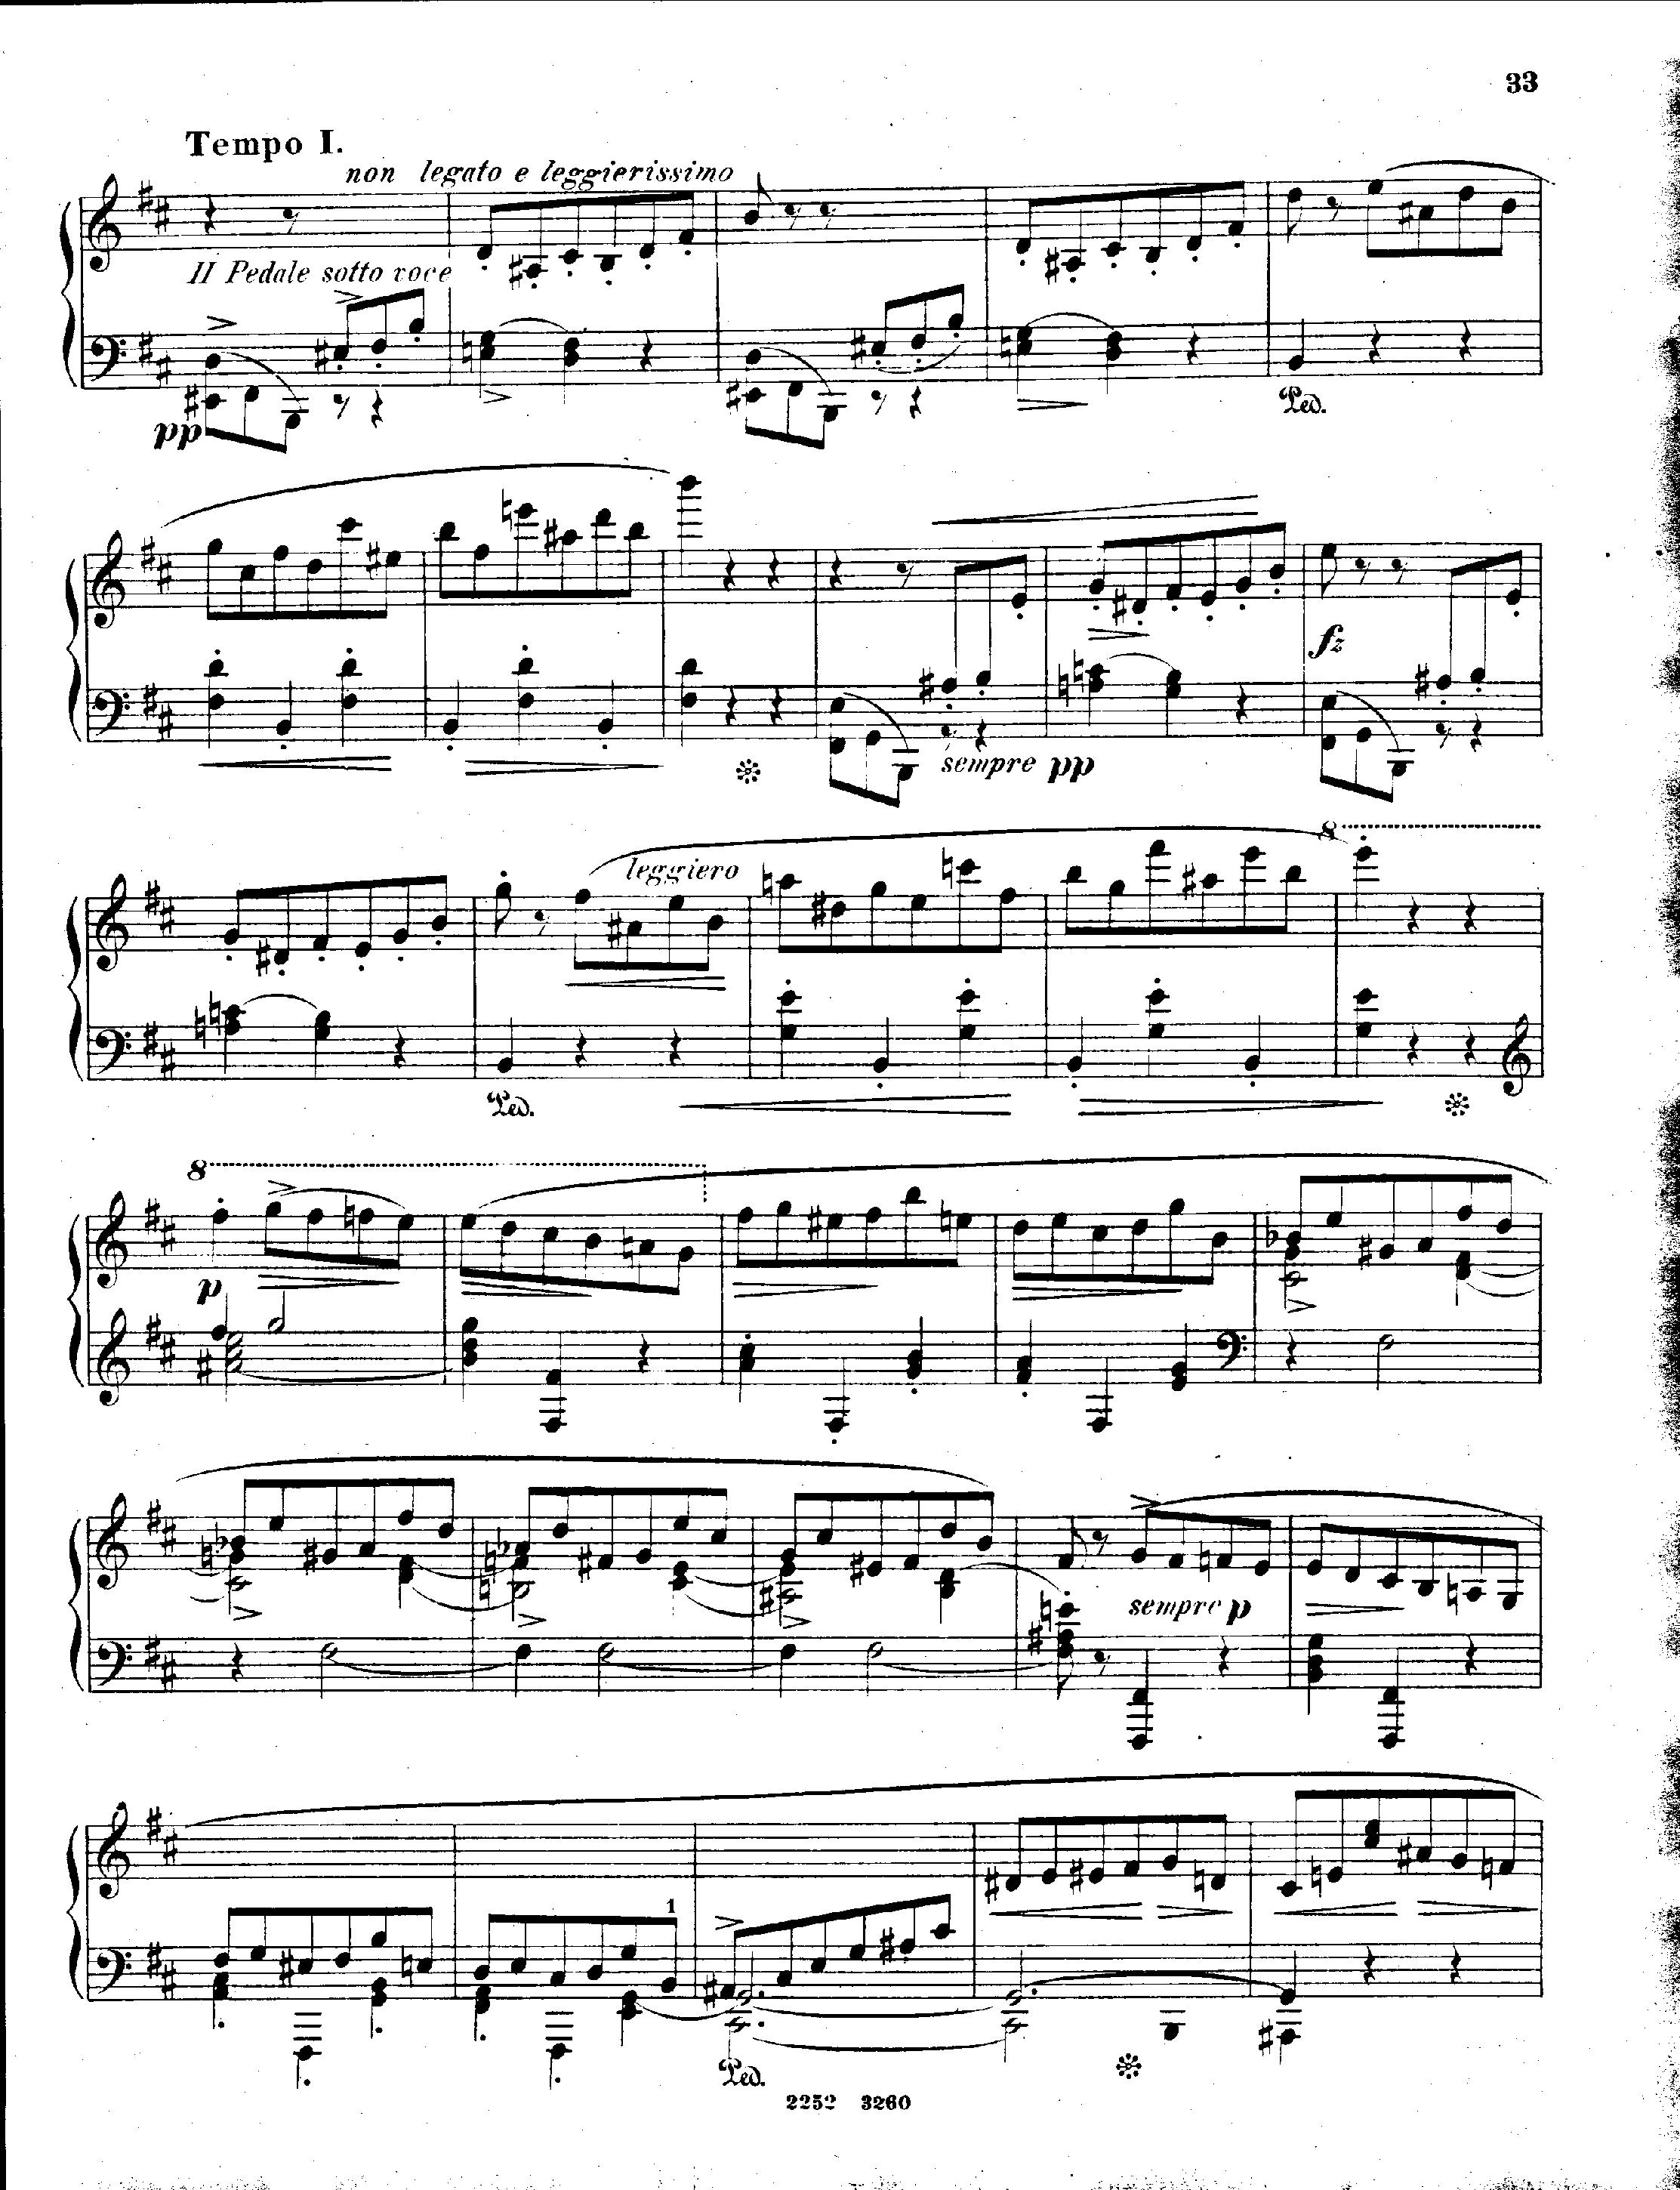 33
Tempo I.
non legato e leggierissimo
II Pedale sotto voce
pp
Ped.
sempre pp
fz
leggiero
8
Ped.
8
p
sempre p
1
Ped.
2252 3260